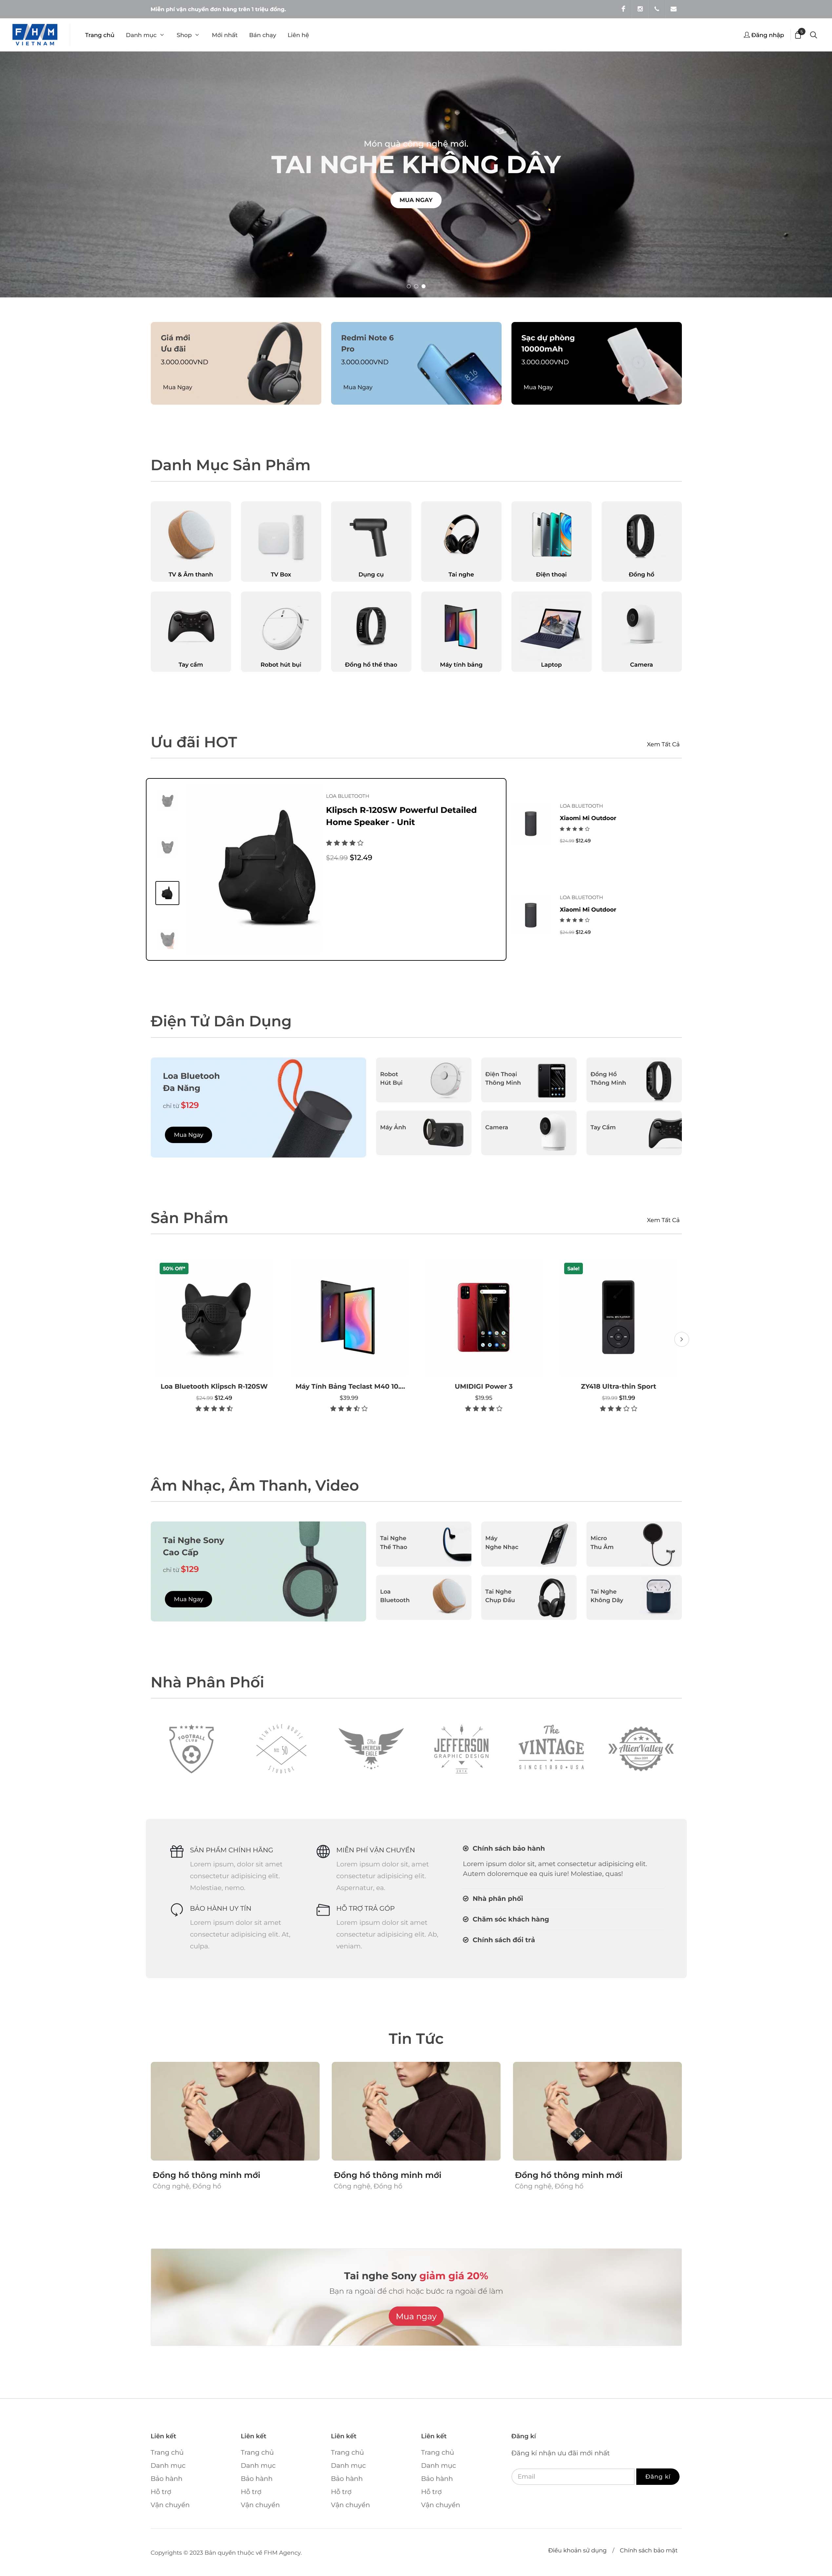 Miễn phí vận chuyển đơn hàng trên 1 triệu đồng.
FHM
VIETNAM
Trang chủ
Danh mục
Shop
Mới nhất
Bán chạy
Liên hệ
Đăng nhập
Món quà công nghệ mới.
TAI NGHE KHÔNG DÂY
MUA NGAY
Giá mới
Ưu đãi
3.000.000VND
Mua Ngay
Redmi Note 6
Pro
3.000.000VND
Mua Ngay
Sạc dự phòng
10000mAh
3.000.000VND
Mua Ngay
Danh Mục Sản Phẩm
TV & Âm thanh
TV Box
Dụng cụ
Tai nghe
Điện thoại
Đồng hồ
Tay cầm
Robot hút bụi
Đồng hồ thể thao
Máy tính bảng
Laptop
Camera
Ưu đãi HOT
Xem Tất Cả
LOA BLUETOOTH
Klipsch R-120SW Powerful Detailed
Home Speaker - Unit
$24.99 $12.49
LOA BLUETOOTH
Xiaomi Mi Outdoor
$24.99 $12.49
LOA BLUETOOTH
Xiaomi Mi Outdoor
$24.99 $12.49
Điện Tử Dân Dụng
Loa Bluetooh
Đa Năng
chỉ từ $129
Mua Ngay
Robot
Hút Bụi
Điện Thoại
Thông Minh
Đồng Hồ
Thông Minh
Máy Ảnh
Camera
Tay Cầm
Sản Phẩm
Xem Tất Cả
50% Off*
Sale!
Loa Bluetooth Klipsch R-120SW
$24.99 $12.49
Máy Tính Bảng Teclast M40 10....
$39.99
UMIDIGI Power 3
$19.95
ZY418 Ultra-thin Sport
$19.99 $11.99
Âm Nhạc, Âm Thanh, Video
Tai Nghe Sony
Cao Cấp
chỉ từ $129
Mua Ngay
Tai Nghe
Thể Thao
Máy
Nghe Nhạc
Micro
Thu Âm
Loa
Bluetooth
Tai Nghe
Chụp Đầu
Tai Nghe
Không Dây
Nhà Phân Phối
FOOTBALL
CLUB
NO. 50
The
AMERICAN
EAGLE
JEFFERSON
GRAPHIC DESIGN
The
VINTAGE
SINCE1980•USA
AlienValley
SẢN PHẨM CHÍNH HÃNG
Lorem ipsum, dolor sit amet
consectetur adipisicing elit.
Molestiae, nemo.
MIỄN PHÍ VẬN CHUYỂN
Lorem ipsum dolor sit, amet
consectetur adipisicing elit.
Aspernatur, ea.
BẢO HÀNH UY TÍN
Lorem ipsum dolor sit amet
consectetur adipisicing elit. At,
culpa.
HỖ TRỢ TRẢ GÓP
Lorem ipsum dolor sit amet
consectetur adipisicing elit. Ab,
veniam.
Chính sách bảo hành
Lorem ipsum dolor sit, amet consectetur adipisicing elit.
Autem doloremque ea quis iure! Molestiae, quas!
Nhà phân phối
Chăm sóc khách hàng
Chính sách đổi trả
Tin Tức
Đồng hồ thông minh mới
Công nghệ, Đồng hồ
Đồng hồ thông minh mới
Công nghệ, Đồng hồ
Đồng hồ thông minh mới
Công nghệ, Đồng hồ
Tai nghe Sony giảm giá 20%
Bạn ra ngoài để chơi hoặc bước ra ngoài để làm
Mua ngay
Liên kết
Trang chủ
Danh mục
Bảo hành
Hỗ trợ
Vận chuyển
Liên kết
Trang chủ
Danh mục
Bảo hành
Hỗ trợ
Vận chuyển
Liên kết
Trang chủ
Danh mục
Bảo hành
Hỗ trợ
Vận chuyển
Liên kết
Trang chủ
Danh mục
Bảo hành
Hỗ trợ
Vận chuyển
Đăng kí
Đăng kí nhận ưu đãi mới nhất
Email
Đăng kí
Copyrights © 2023 Bản quyền thuộc về FHM Agency.
Điều khoản sử dụng / Chính sách bảo mật